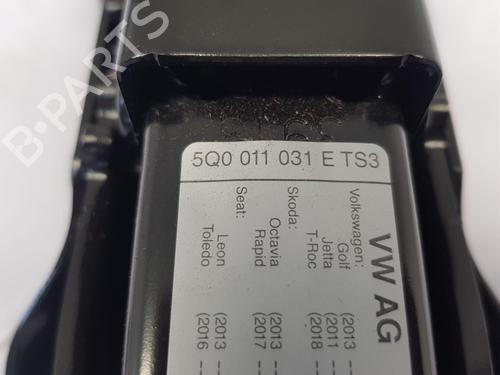 5Q0 011 031 E TS3
VW AG
Volkswagen:
Golf (2013 --
Jetta (2011 --
T-Roc (2018 --
Skoda:
Octavia (2013 --
Rapid (2017 --
Seat:
Leon (2013 --
Toledo (2016 --
B-PARTS